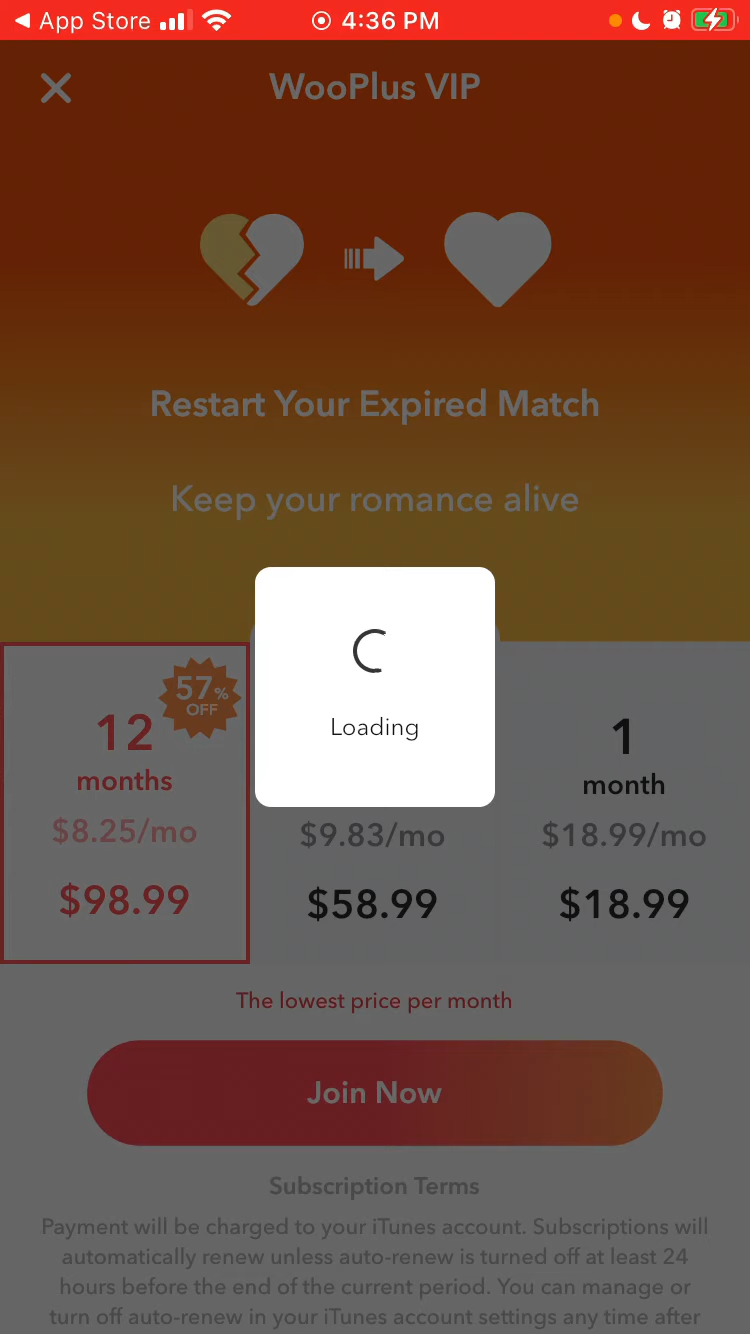 App Store 4:36 PM
WooPlus VIP
Restart Your Expired Match
Keep your romance alive
Loading
57%
OFF
12
months
$8.25/mo
$98.99
$9.83/mo
$58.99
1
month
$18.99/mo
$18.99
The lowest price per month
Join Now
Subscription Terms
Payment will be charged to your iTunes account. Subscriptions will
automatically renew unless auto-renew is turned off at least 24
hours before the end of the current period. You can manage or
turn off auto-renew in your iTunes account settings any time after